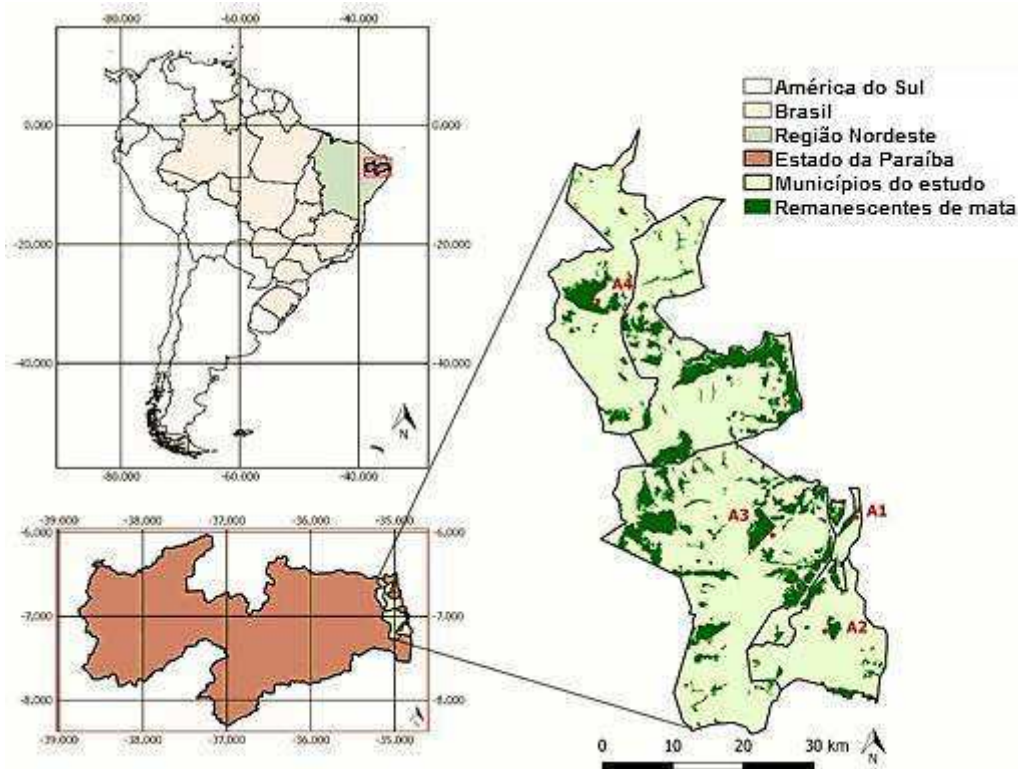 -80.000 -60.000 -40.000
0.000 0.000
-20.000 -20.000
-40.000 -40.000
-80.000 -60.000 -40.000
N
América do Sul
Brasil
Região Nordeste
Estado da Paraíba
Municípios do estudo
Remanescentes de mata
A4
A3
A1
A2
-39.000 -38.000 -37.000 -36.000 -35.000
-6.000 -6.000
-7.000 -7.000
-8.000 -8.000
-39.000 -38.000 -37.000 -36.000 -35.000
0 10 20 30 km
N